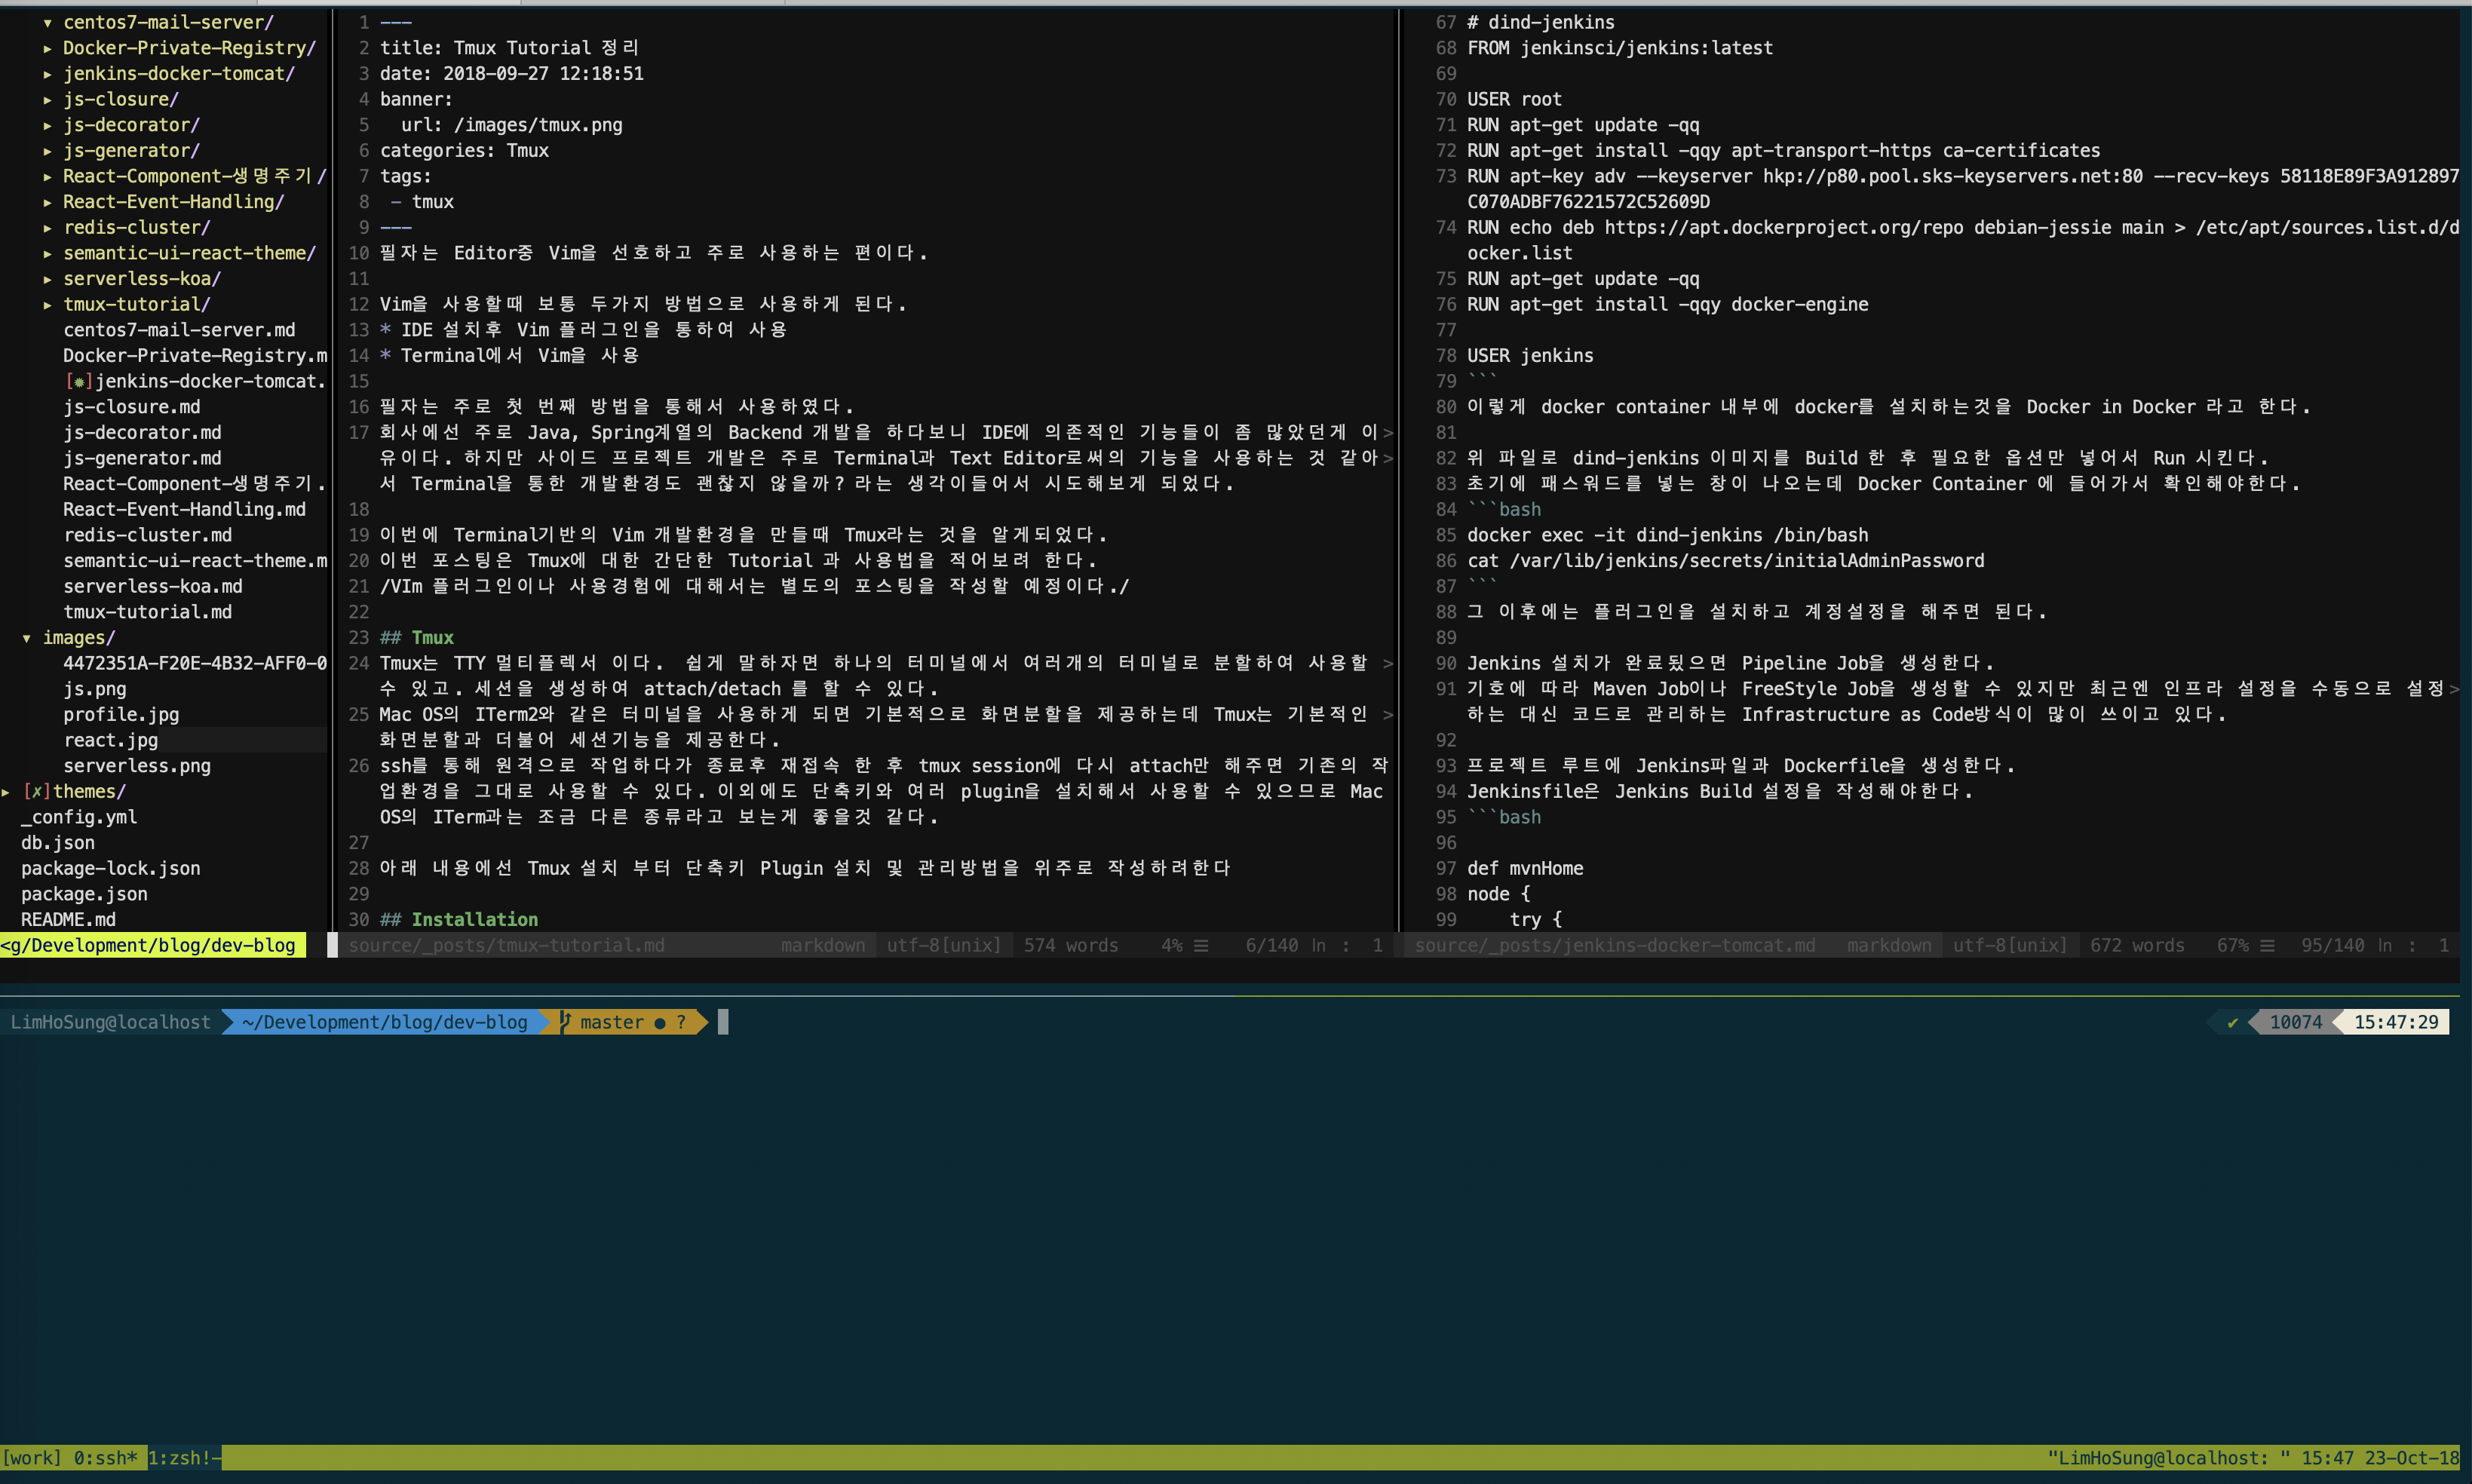 ▾ centos7-mail-server/
▸ Docker-Private-Registry/
▸ jenkins-docker-tomcat/
▸ js-closure/
▸ js-decorator/
▸ js-generator/
▸ React-Component-생명주기/
▸ React-Event-Handling/
▸ redis-cluster/
▸ semantic-ui-react-theme/
▸ serverless-koa/
▸ tmux-tutorial/
centos7-mail-server.md
Docker-Private-Registry.m
[✹]jenkins-docker-tomcat.
js-closure.md
js-decorator.md
js-generator.md
React-Component-생명주기.
React-Event-Handling.md
redis-cluster.md
semantic-ui-react-theme.m
serverless-koa.md
tmux-tutorial.md
▾ images/
4472351A-F20E-4B32-AFF0-0
js.png
profile.jpg
react.jpg
serverless.png
▸ [✗]themes/
_config.yml
db.json
package-lock.json
package.json
README.md
<g/Development/blog/dev-blog
1 ---
2 title: Tmux Tutorial 정리
3 date: 2018-09-27 12:18:51
4 banner:
5   url: /images/tmux.png
6 categories: Tmux
7 tags:
8  - tmux
9 ---
10 필자는 Editor중 Vim을 선호하고 주로 사용하는 편이다.
11
12 Vim을 사용할때 보통 두가지 방법으로 사용하게 된다.
13 * IDE 설치후 Vim 플러그인을 통하여 사용
14 * Terminal에서 Vim을 사용
15
16 필자는 주로 첫 번째 방법을 통해서 사용하였다.
17 회사에선 주로 Java, Spring계열의 Backend 개발을 하다보니 IDE에 의존적인 기능들이 좀 많았던게 이>
유이다. 하지만 사이드 프로젝트 개발은 주로 Terminal과 Text Editor로써의 기능을 사용하는 것 같아>
서 Terminal을 통한 개발환경도 괜찮지 않을까? 라는 생각이들어서 시도해보게 되었다.
18
19 이번에 Terminal기반의 Vim 개발환경을 만들때 Tmux라는 것을 알게되었다.
20 이번 포스팅은 Tmux에 대한 간단한 Tutorial 과 사용법을 적어보려 한다.
21 /VIm 플러그인이나 사용경험에 대해서는 별도의 포스팅을 작성할 예정이다./
22
23 ## Tmux
24 Tmux는 TTY 멀티플렉서 이다. 쉽게 말하자면 하나의 터미널에서 여러개의 터미널로 분할하여 사용할 >
수 있고. 세션을 생성하여 attach/detach 를 할 수 있다.
25 Mac OS의 ITerm2와 같은 터미널을 사용하게 되면 기본적으로 화면분할을 제공하는데 Tmux는 기본적인 >
화면분할과 더불어 세션기능을 제공한다.
26 ssh를 통해 원격으로 작업하다가 종료후 재접속 한 후 tmux session에 다시 attach만 해주면 기존의 작
업환경을 그대로 사용할 수 있다. 이외에도 단축키와 여러 plugin을 설치해서 사용할 수 있으므로 Mac
OS의 ITerm과는 조금 다른 종류라고 보는게 좋을것 같다.
27
28 아래 내용에선 Tmux 설치 부터 단축키 Plugin 설치 및 관리방법을 위주로 작성하려한다
29
30 ## Installation
source/_posts/tmux-tutorial.md markdown utf-8[unix] 574 words 4% ☰ 6/140 ln : 1
67 # dind-jenkins
68 FROM jenkinsci/jenkins:latest
69
70 USER root
71 RUN apt-get update -qq
72 RUN apt-get install -qqy apt-transport-https ca-certificates
73 RUN apt-key adv --keyserver hkp://p80.pool.sks-keyservers.net:80 --recv-keys 58118E89F3A912897
C070ADBF76221572C52609D
74 RUN echo deb https://apt.dockerproject.org/repo debian-jessie main > /etc/apt/sources.list.d/d
ocker.list
75 RUN apt-get update -qq
76 RUN apt-get install -qqy docker-engine
77
78 USER jenkins
79 ```
80 이렇게 docker container 내부에 docker를 설치하는것을 Docker in Docker 라고 한다.
81
82 위 파일로 dind-jenkins 이미지를 Build 한 후 필요한 옵션만 넣어서 Run 시킨다.
83 초기에 패스워드를 넣는 창이 나오는데 Docker Container 에 들어가서 확인해야한다.
84 ```bash
85 docker exec -it dind-jenkins /bin/bash
86 cat /var/lib/jenkins/secrets/initialAdminPassword
87 ```
88 그 이후에는 플러그인을 설치하고 계정설정을 해주면 된다.
89
90 Jenkins 설치가 완료됬으면 Pipeline Job을 생성한다.
91 기호에 따라 Maven Job이나 FreeStyle Job을 생성할 수 있지만 최근엔 인프라 설정을 수동으로 설정>
하는 대신 코드로 관리하는 Infrastructure as Code방식이 많이 쓰이고 있다.
92
93 프로젝트 루트에 Jenkins파일과 Dockerfile을 생성한다.
94 Jenkinsfile은 Jenkins Build 설정을 작성해야한다.
95 ```bash
96
97 def mvnHome
98 node {
99     try {
source/_posts/jenkins-docker-tomcat.md markdown utf-8[unix] 672 words 67% ☰ 95/140 ln : 1
LimHoSung@localhost ~/Development/blog/dev-blog master ● ? ✔ 10074 15:47:29
[work] 0:ssh* 1:zsh!- "LimHoSung@localhost: " 15:47 23-Oct-18